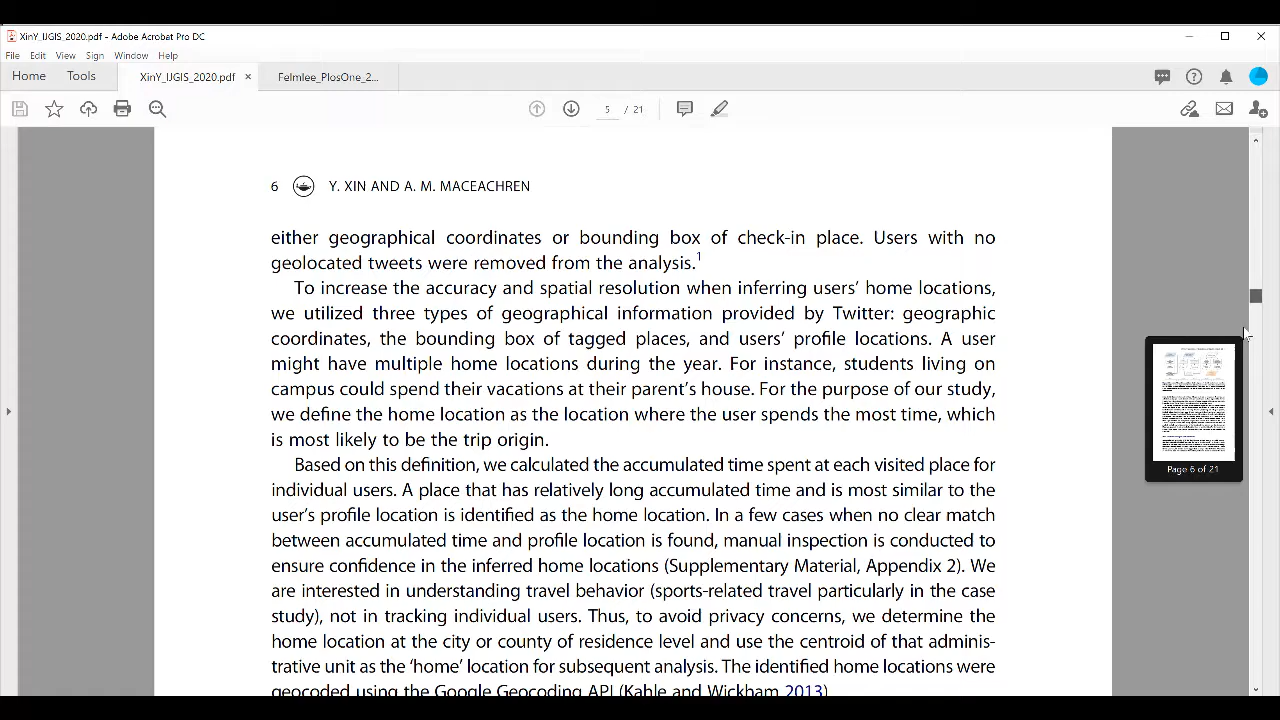 XinY_IJGIS_2020.pdf - Adobe Acrobat Pro DC
File Edit View Sign Window Help
Home Tools XinY_IJGIS_2020.pdf × Felmlee_PlosOne_2...
5 / 21
6 Y. XIN AND A. M. MACEACHREN
either geographical coordinates or bounding box of check-in place. Users with no
geolocated tweets were removed from the analysis.1
To increase the accuracy and spatial resolution when inferring users’ home locations,
we utilized three types of geographical information provided by Twitter: geographic
coordinates, the bounding box of tagged places, and users’ profile locations. A user
might have multiple home locations during the year. For instance, students living on
campus could spend their vacations at their parent’s house. For the purpose of our study,
we define the home location as the location where the user spends the most time, which
is most likely to be the trip origin.
Based on this definition, we calculated the accumulated time spent at each visited place for
individual users. A place that has relatively long accumulated time and is most similar to the
user’s profile location is identified as the home location. In a few cases when no clear match
between accumulated time and profile location is found, manual inspection is conducted to
ensure confidence in the inferred home locations (Supplementary Material, Appendix 2). We
are interested in understanding travel behavior (sports-related travel particularly in the case
study), not in tracking individual users. Thus, to avoid privacy concerns, we determine the
home location at the city or county of residence level and use the centroid of that adminis-
trative unit as the ‘home’ location for subsequent analysis. The identified home locations were
geocoded using the Google Geocoding API (Kahle and Wickham 2013)
Page 6 of 21